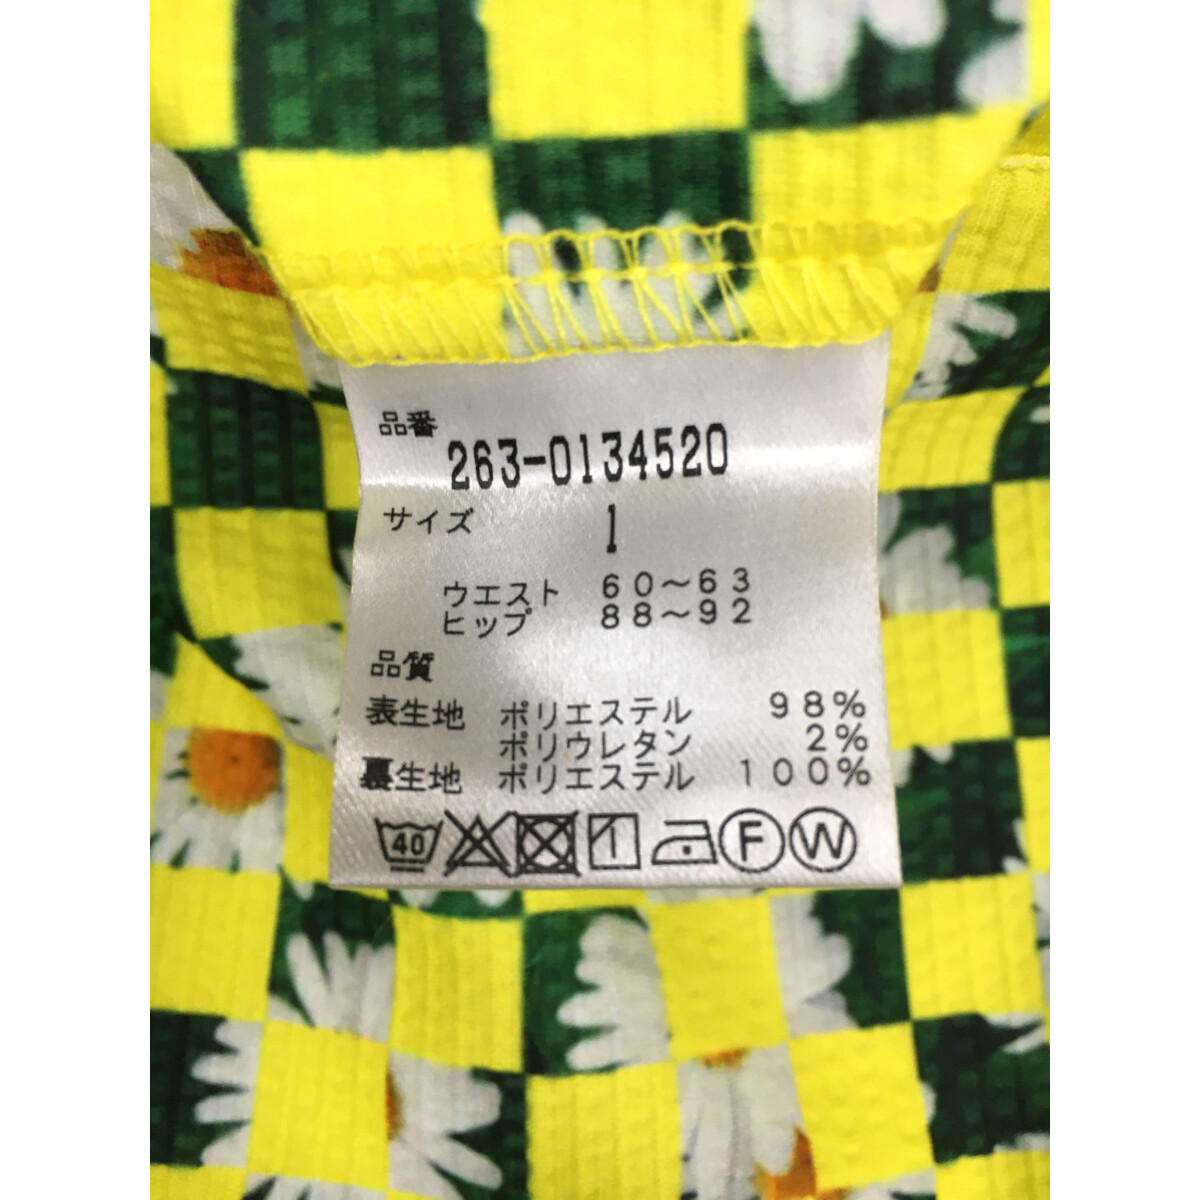 品番
263-0134520
サイズ 1
ウエスト 60～63
ヒップ 88～92
品質
表生地 ポリエステル 98%
ポリウレタン 2%
裏生地 ポリエステル 100%
40 1 F W